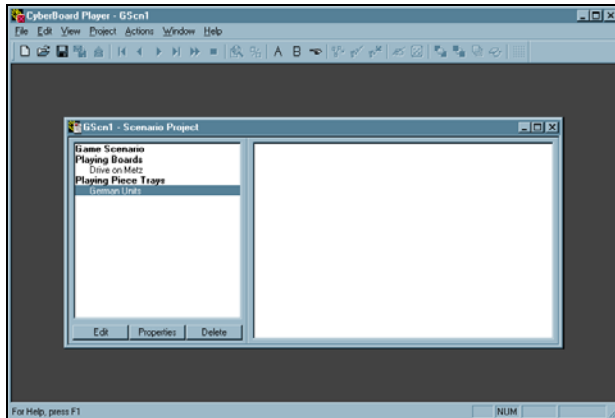 CyberBoard Player - GScn1
File Edit View Project Actions Window Help
A B
GScn1 - Scenario Project
Game Scenario
Playing Boards
Drive on Metz
Playing Piece Trays
German Units
Edit Properties Delete
For Help, press F1
NUM